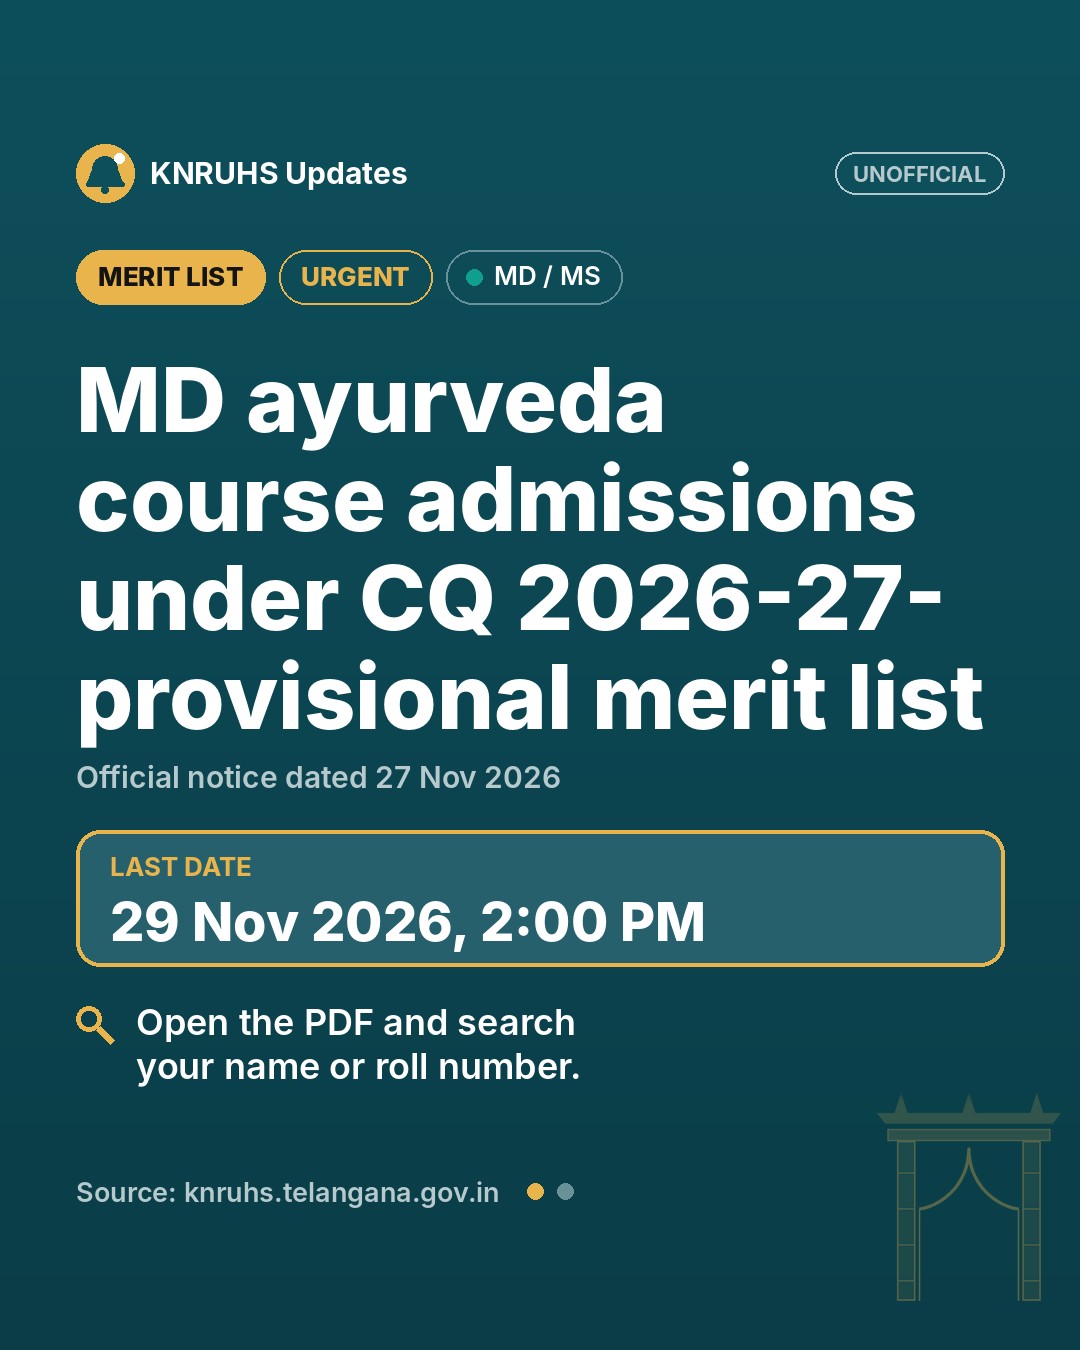 KNRUHS Updates
UNOFFICIAL
MERIT LIST
URGENT
MD / MS
MD ayurveda
course admissions
under CQ 2026-27-
provisional merit list
Official notice dated 27 Nov 2026
LAST DATE
29 Nov 2026, 2:00 PM
Open the PDF and search
your name or roll number.
Source: knruhs.telangana.gov.in